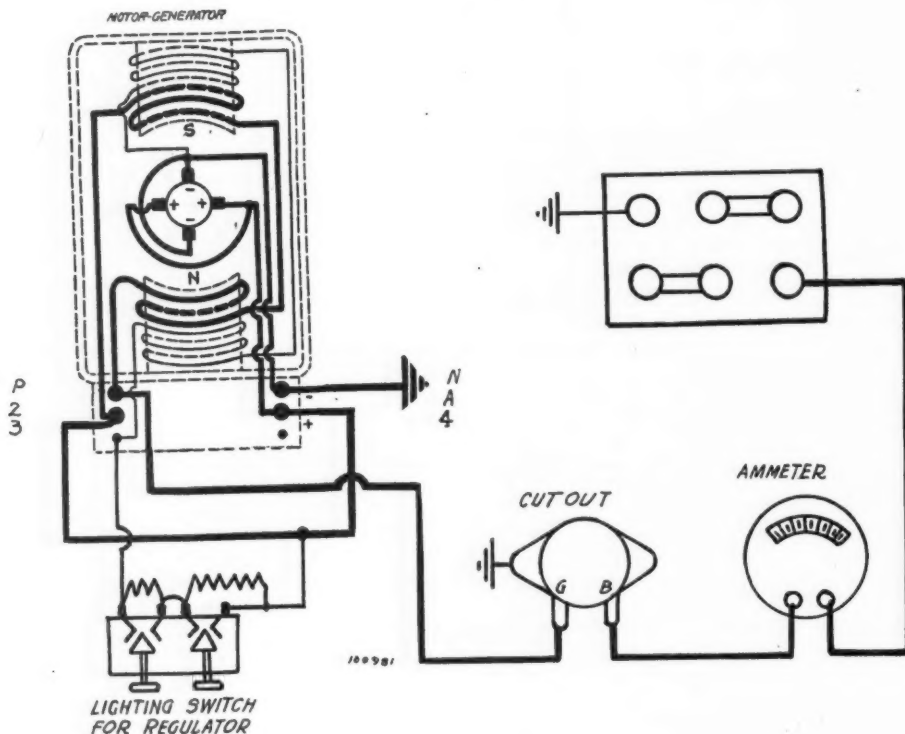 MOTOR-GENERATOR
S
-
+ +
-
N
P
2
3
N
A
4
-
+
CUT OUT
G B
AMMETER
100981
LIGHTING SWITCH
FOR REGULATOR